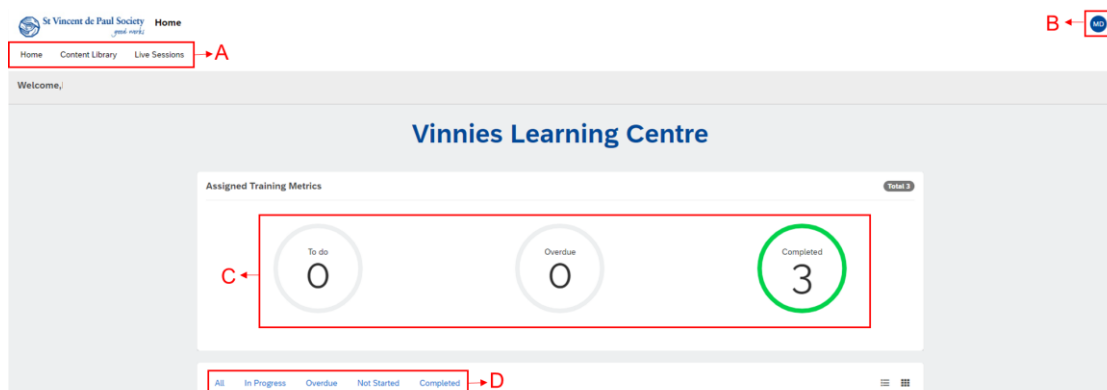 St Vincent de Paul Society Home
good works
B MD
Home Content Library Live Sessions A
Welcome,
Vinnies Learning Centre
Assigned Training Metrics Total 3
To do Overdue Completed
C 0 0 3
All In Progress Overdue Not Started Completed D